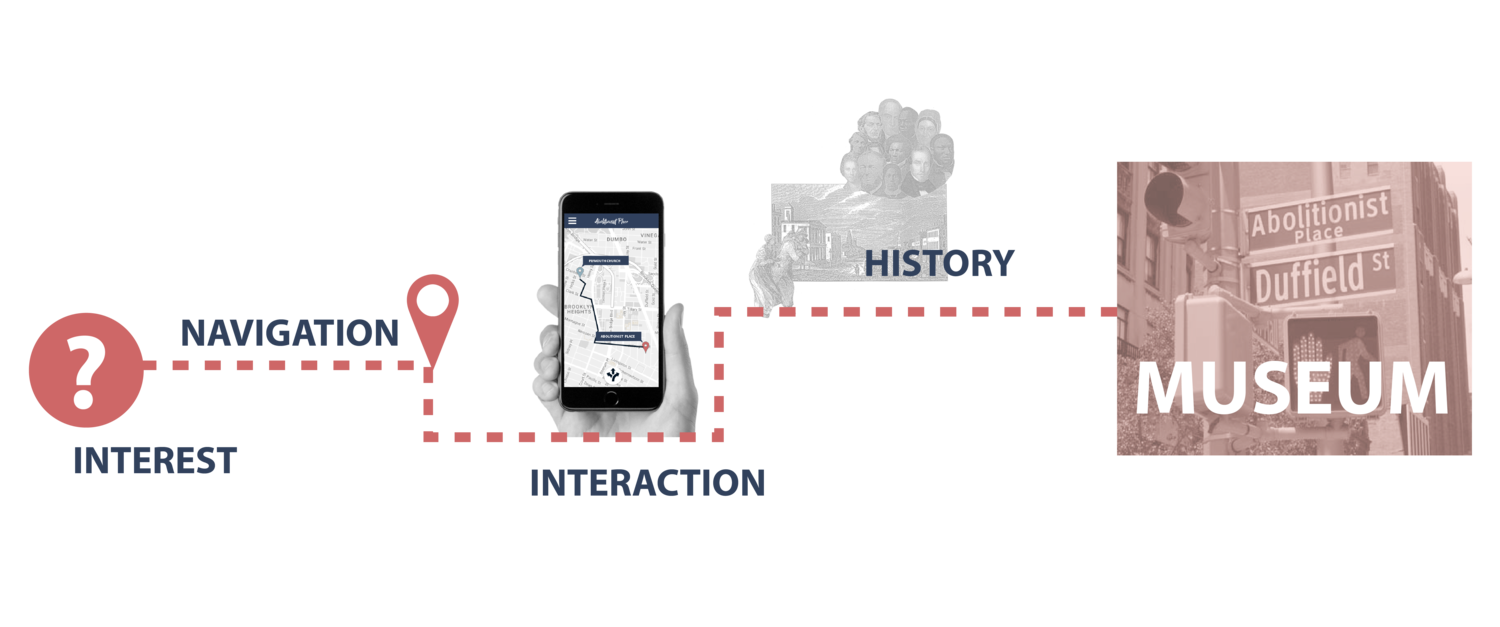 ?
INTEREST
NAVIGATION
Abolitionist Place
DUMBO
VINEG
PLYMOUTH CHURCH
BROOKLYN
HEIGHTS
ABOLITIONIST PLACE
INTERACTION
HISTORY
Abolitionist
Place
Duffield St
MUSEUM